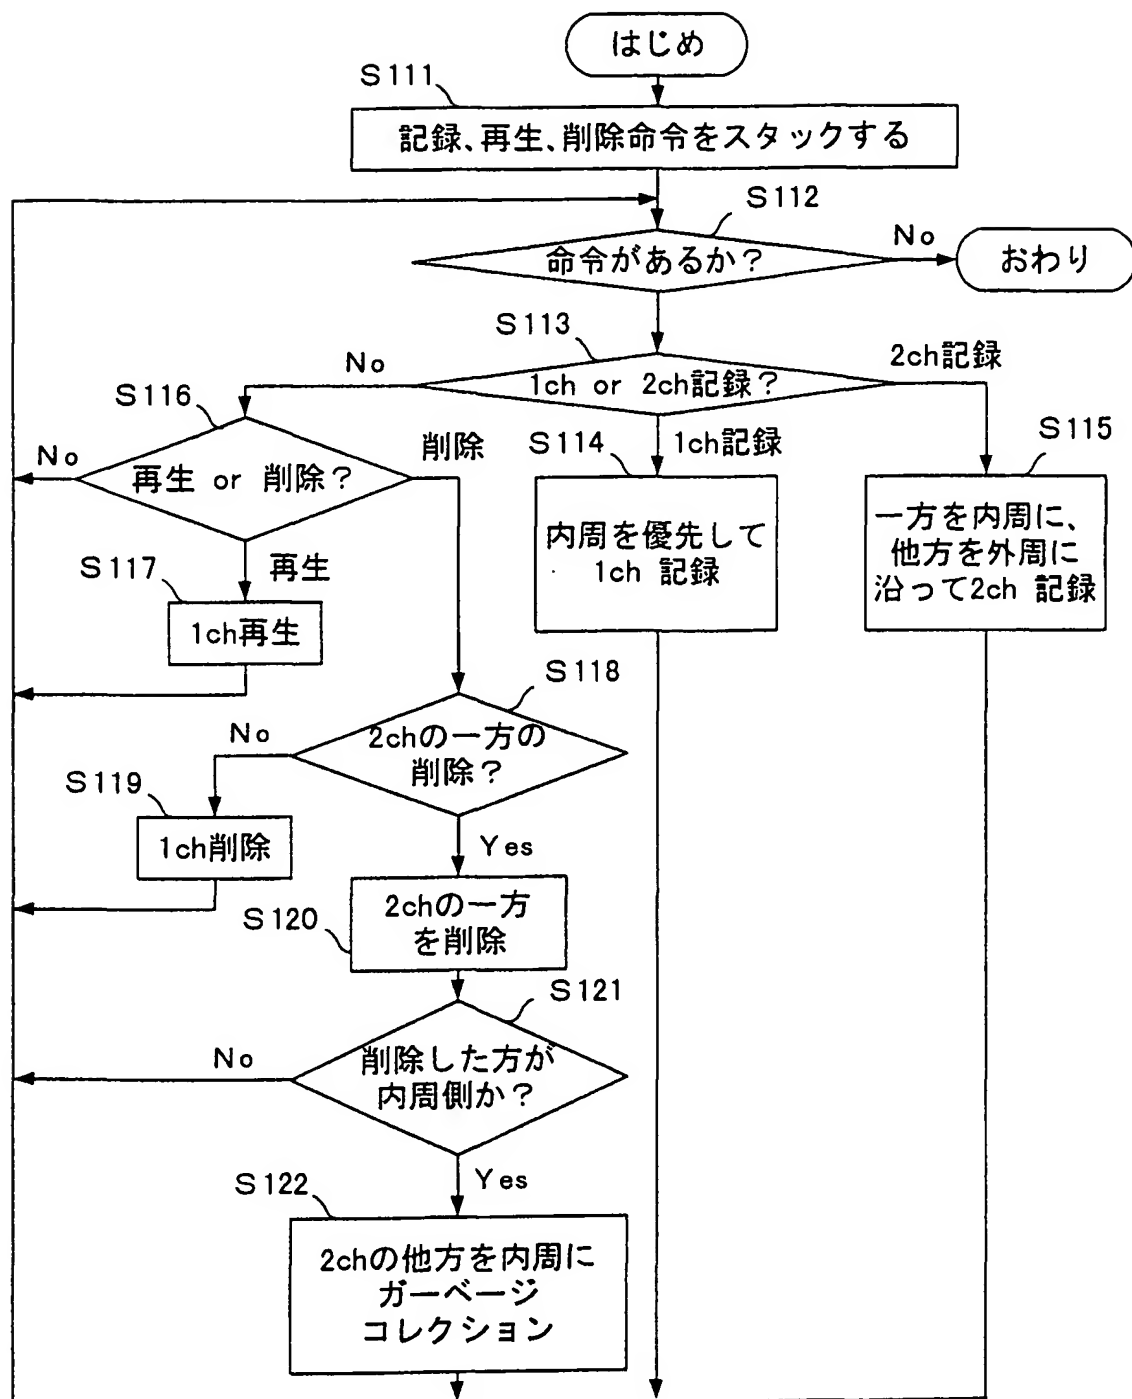 はじめ
S111
記録、再生、削除命令をスタックする
S112
命令があるか?
No
おわり
S113
1ch or 2ch記録?
No
2ch記録
1ch記録
S116
再生 or 削除?
No
削除
再生
S114
内周を優先して
1ch 記録
S115
一方を内周に、
他方を外周に
沿って2ch 記録
S117
1ch再生
S118
2chの一方の
削除?
No
Yes
S119
1ch削除
S120
2chの一方
を削除
S121
削除した方が
内周側か?
No
Yes
S122
2chの他方を内周に
ガーベージ
コレクション